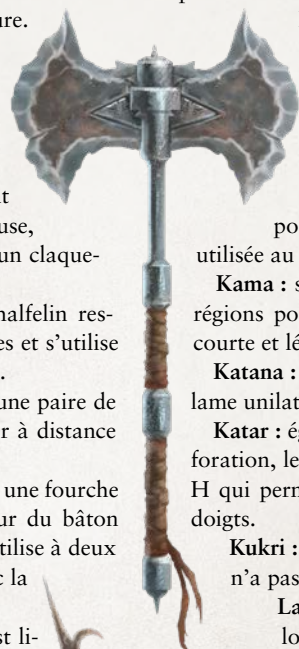 ure.
t
use,
un claque-
nalfelin res-
es et s'utilise
.
une paire de
r à distance
une fourche
ur du bâton
tilise à deux
c la
st li-
po
utilisée au
Kama : s
régions po
courte et lé
Katana :
lame unilat
Katar : ég
foration, le
H qui perm
doigts.
Kukri :
n'a pas
La
lo